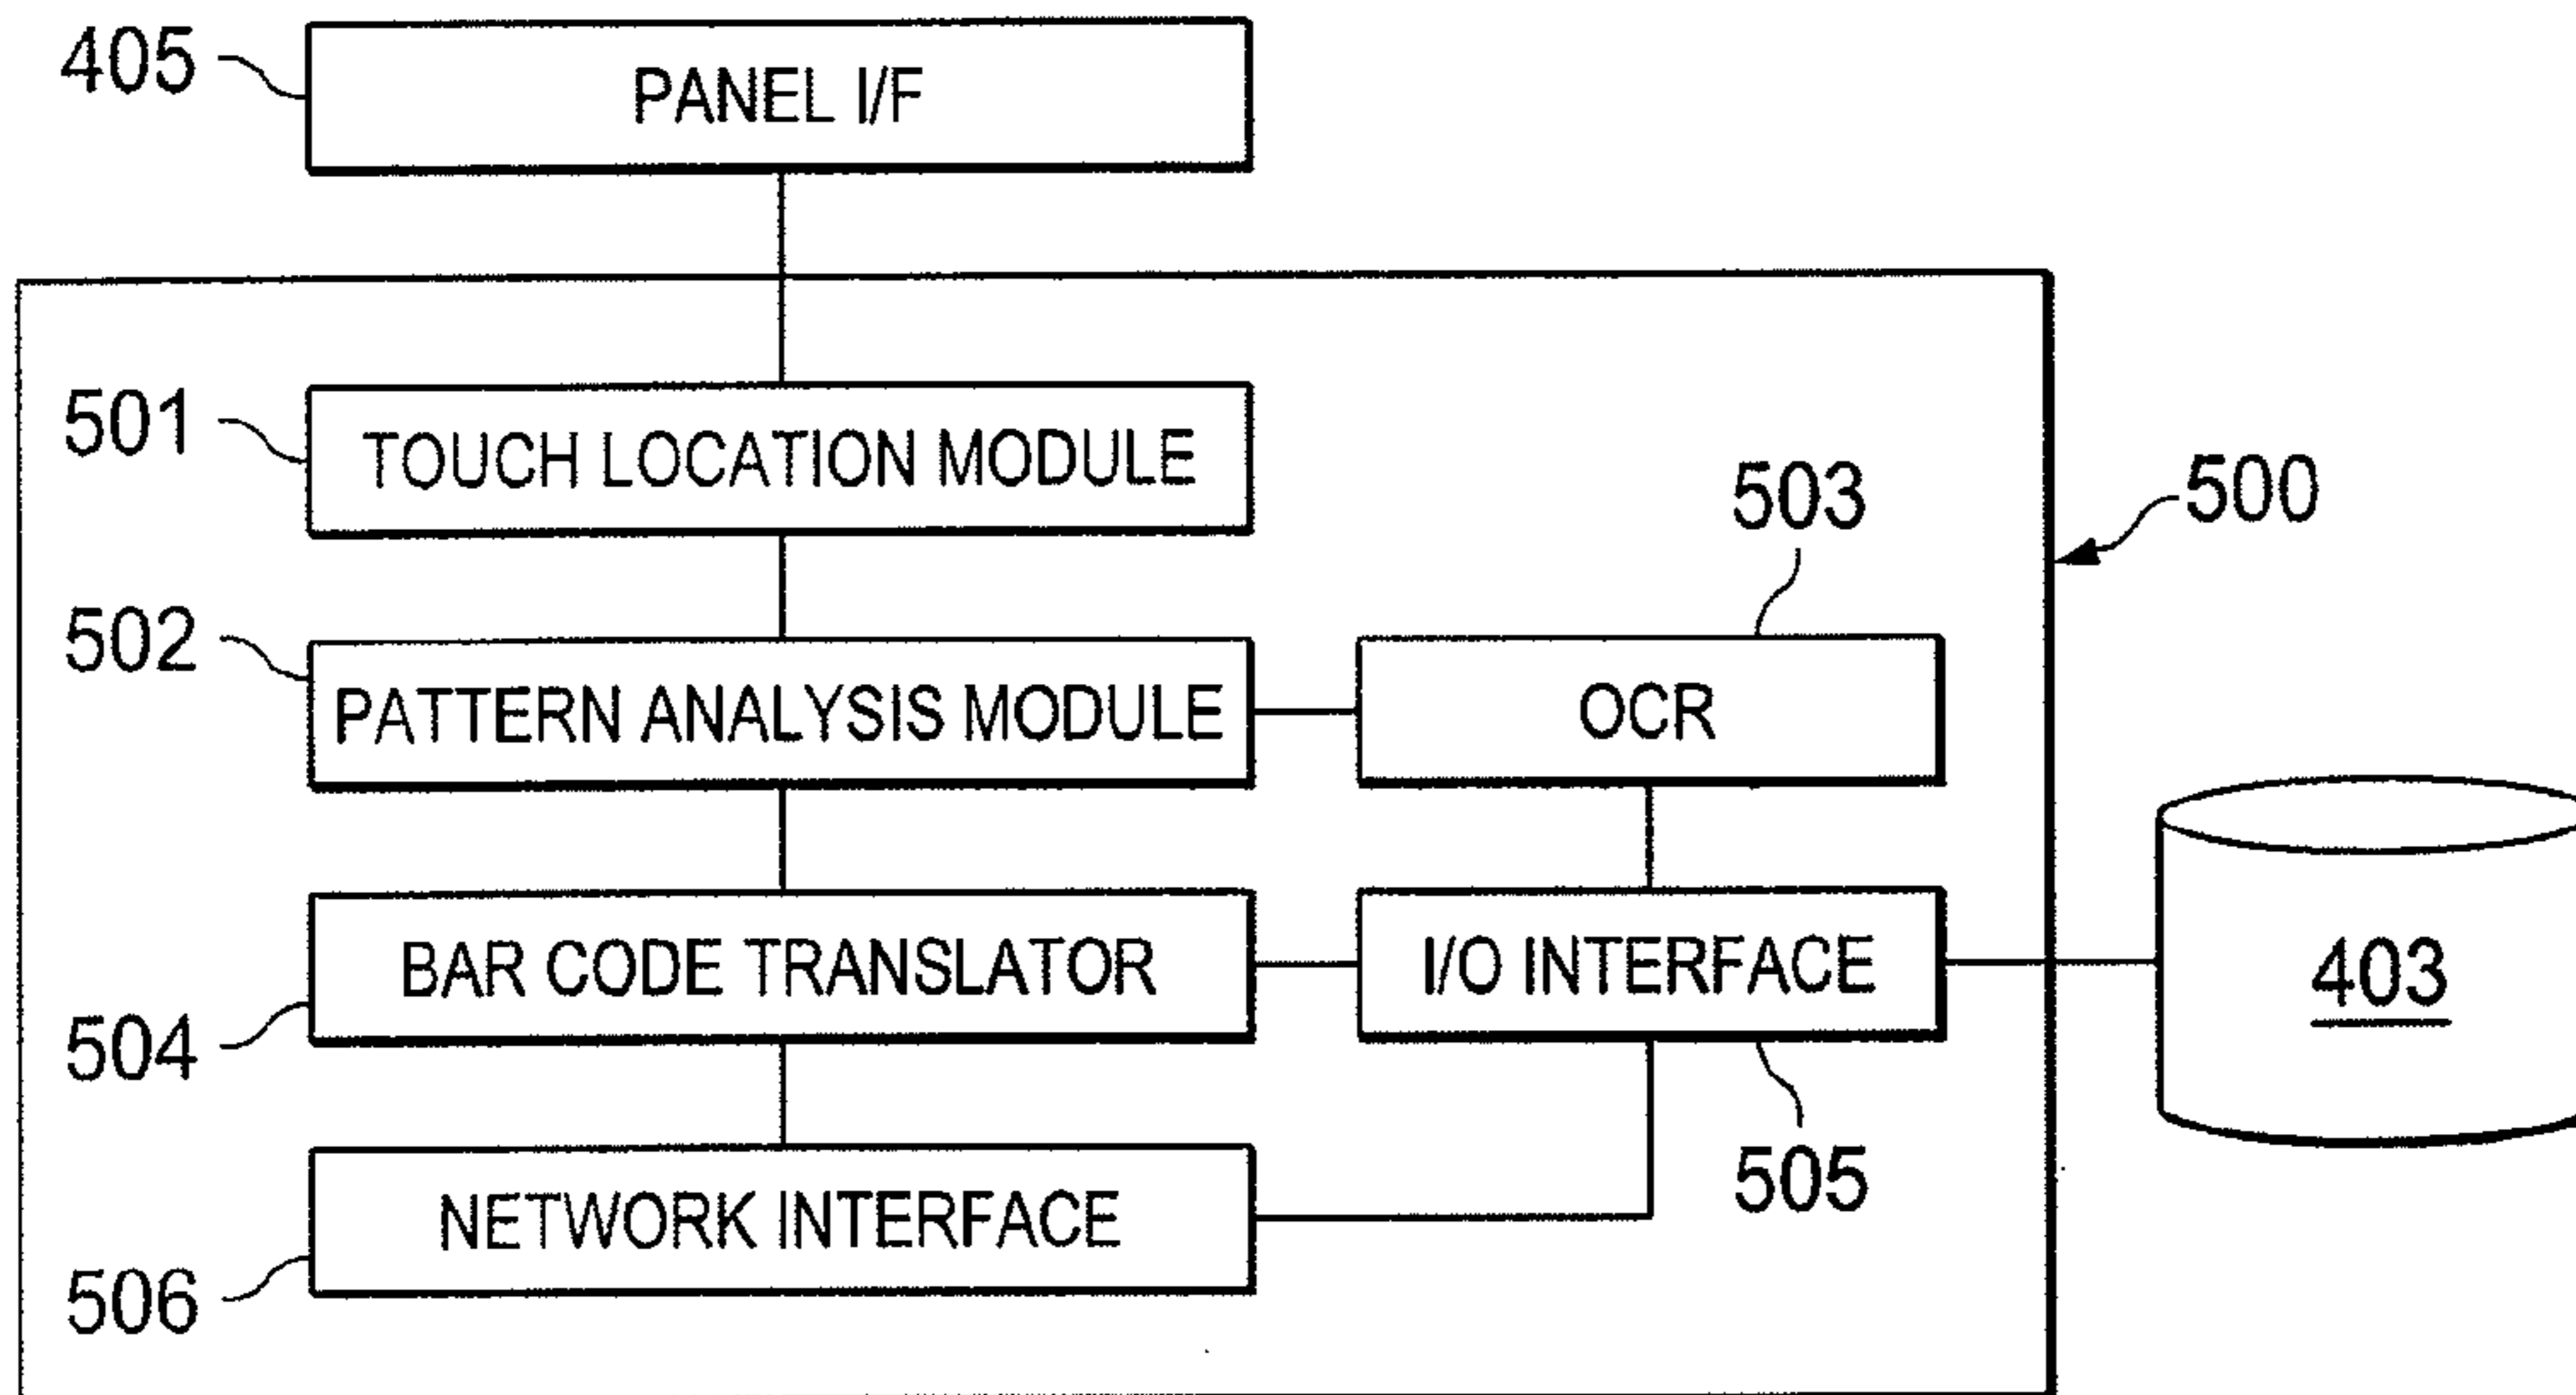 405
PANEL I/F
501
TOUCH LOCATION MODULE
503
500
502
PATTERN ANALYSIS MODULE
OCR
BAR CODE TRANSLATOR
I/O INTERFACE
403
504
505
NETWORK INTERFACE
506